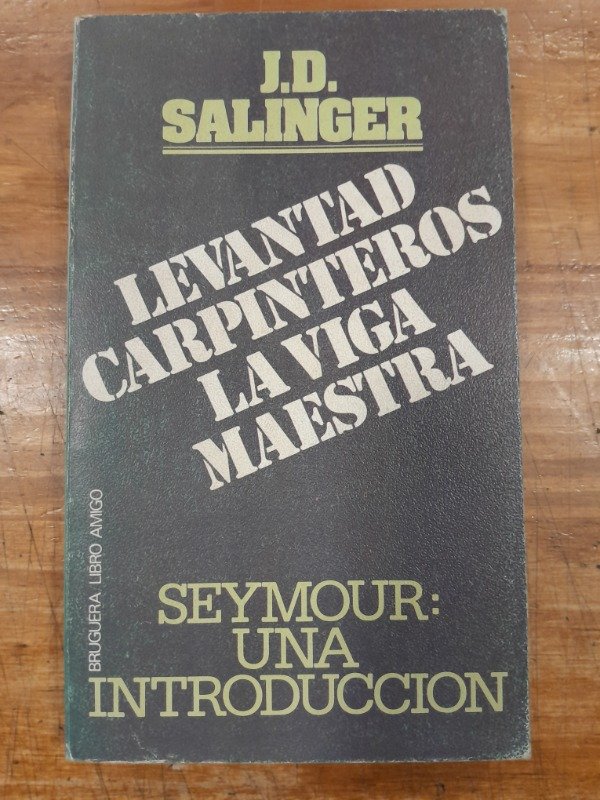 J.D.
SALINGER
LEVANTAD
CARPINTEROS
LA VIGA
MAESTRA
BRUGUERA LIBRO AMIGO
SEYMOUR:
UNA
INTRODUCCION